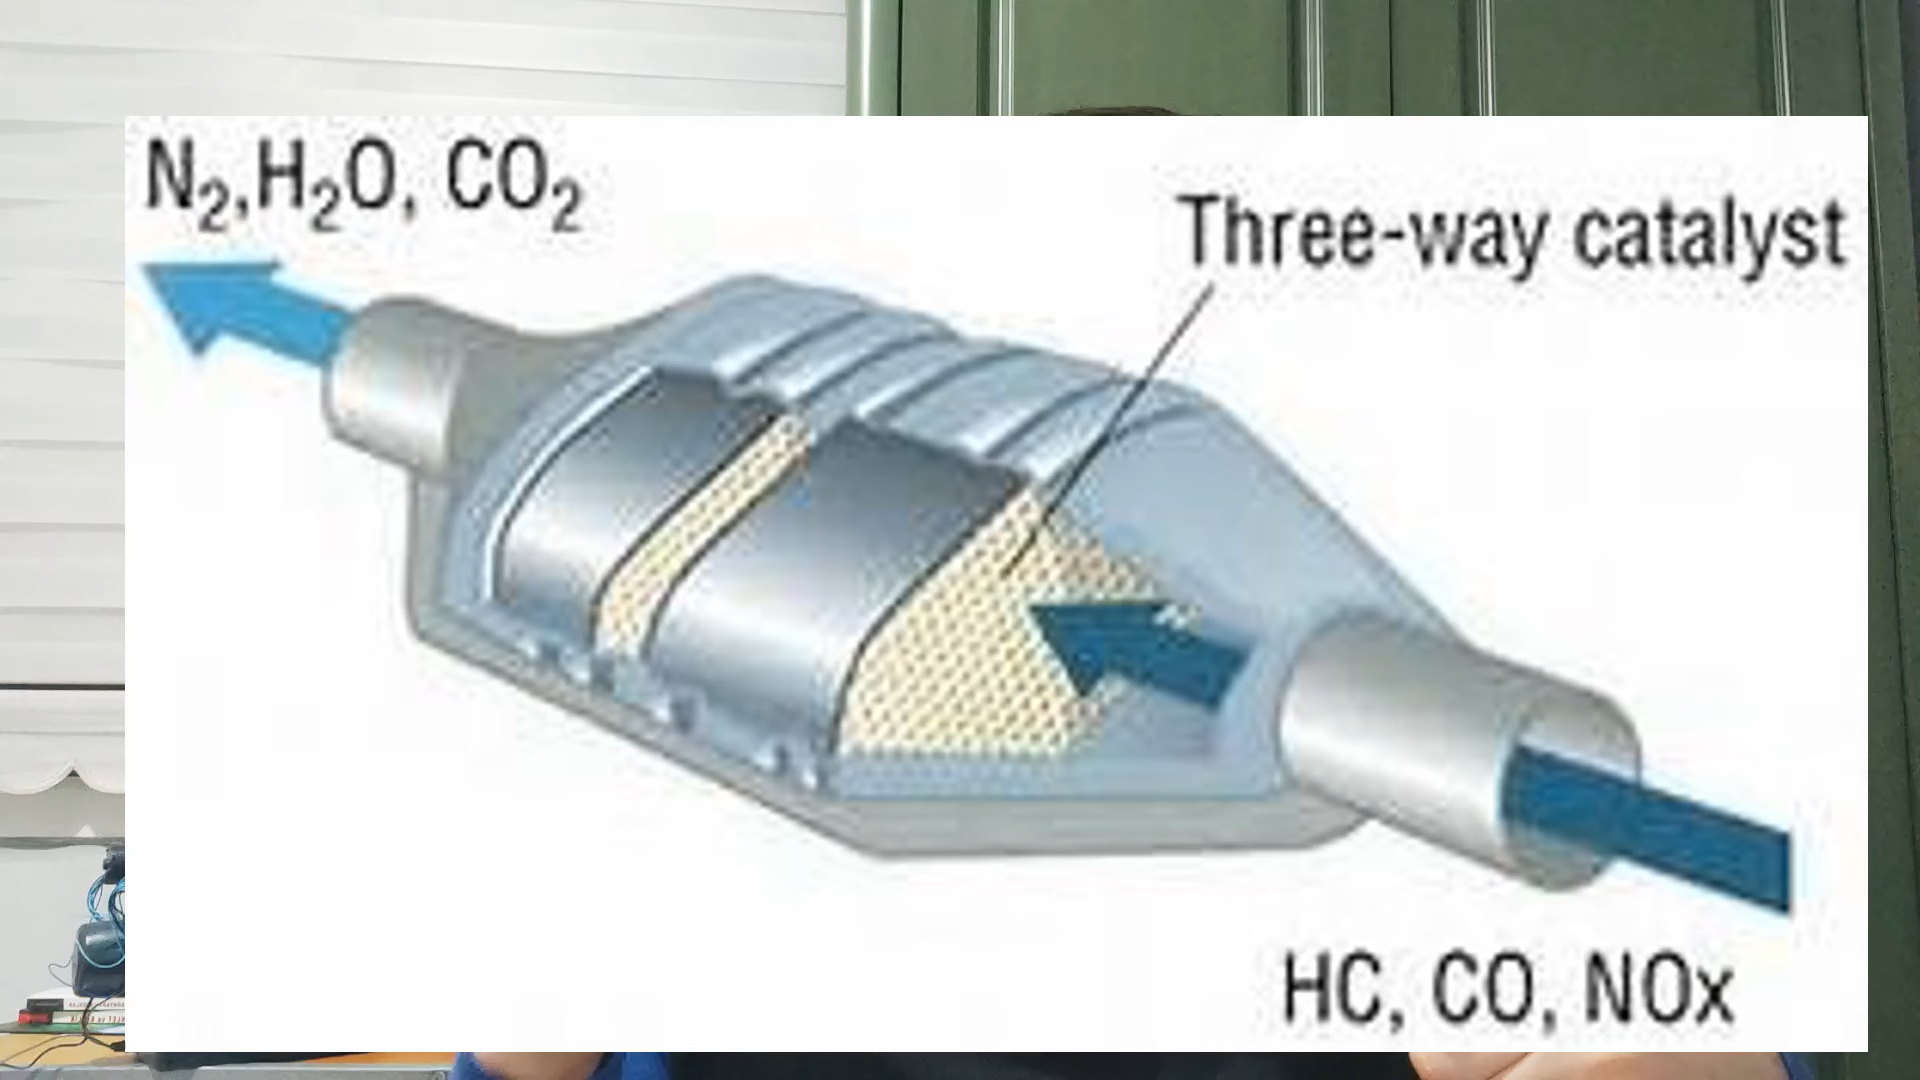 N₂,H₂O, CO₂
Three-way catalyst
HC, CO, NOx